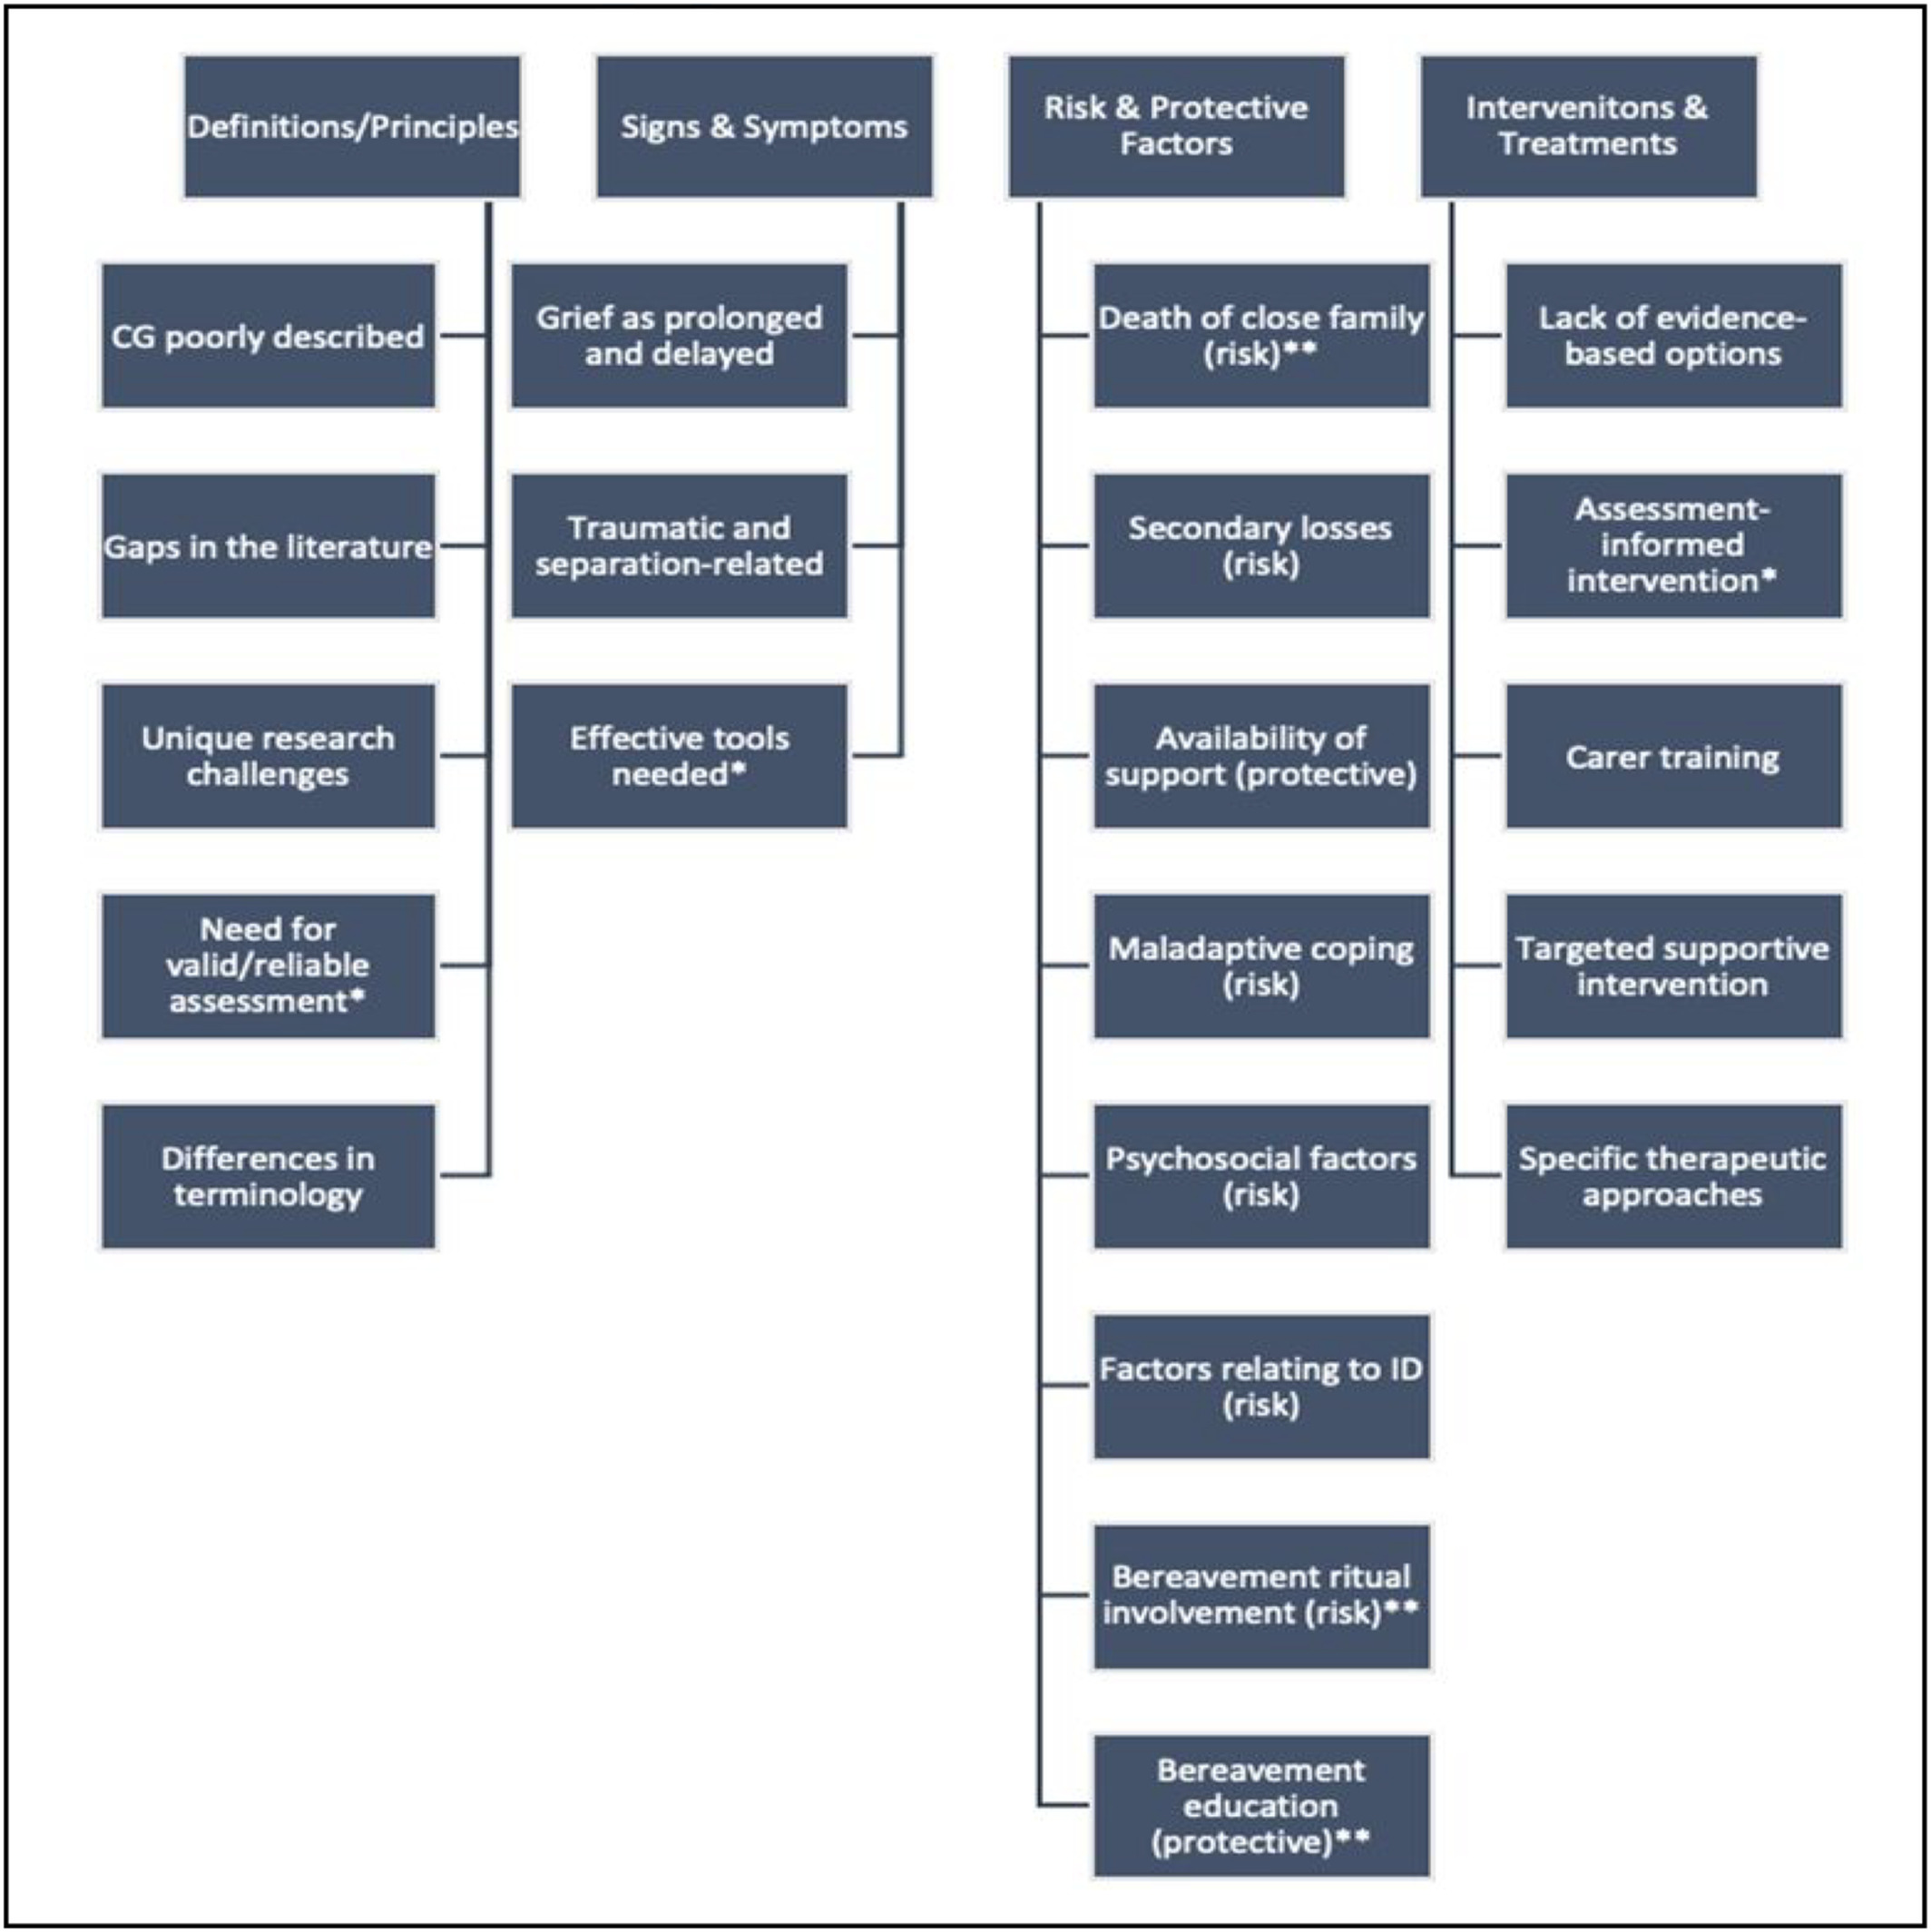 Definitions/Principles
CG poorly described
Gaps in the literature
Unique research
challenges
Need for
valid/reliable
assessment*
Differences in
terminology
Signs & Symptoms
Grief as prolonged
and delayed
Traumatic and
separation-related
Effective tools
needed*
Risk & Protective
Factors
Death of close family
(risk)**
Secondary losses
(risk)
Availability of
support (protective)
Maladaptive coping
(risk)
Psychosocial factors
(risk)
Factors relating to ID
(risk)
Bereavement ritual
involvement (risk)**
Bereavement
education
(protective)**
Intervenitons &
Treatments
Lack of evidence-
based options
Assessment-
informed
intervention*
Carer training
Targeted supportive
intervention
Specific therapeutic
approaches